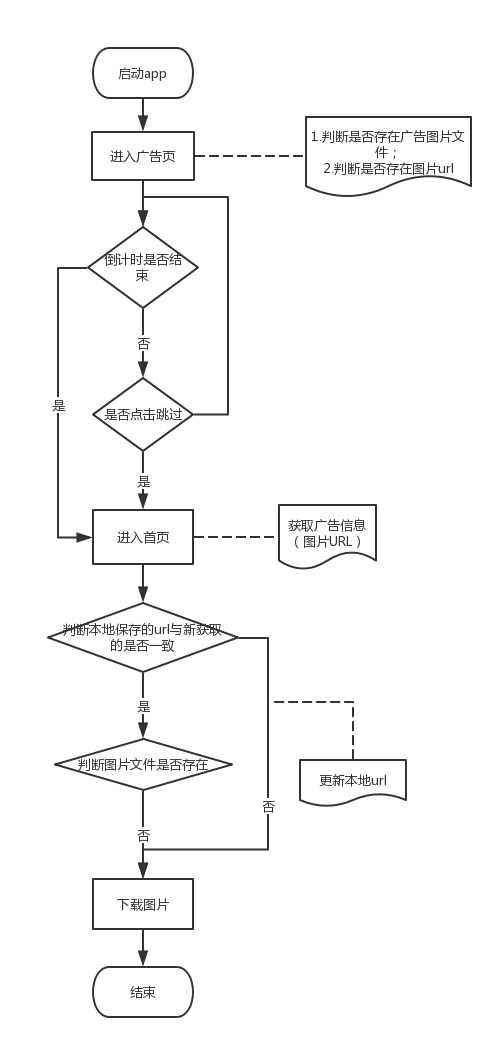 启动app
进入广告页
1.判断是否存在广告图片文
件；
2.判断是否存在图片url
倒计时是否结
束
否
是
是否点击跳过
是
进入首页
获取广告信息
（图片URL）
判断本地保存的url与新获取
的是否一致
是
判断图片文件是否存在
更新本地url
否
否
下载图片
结束